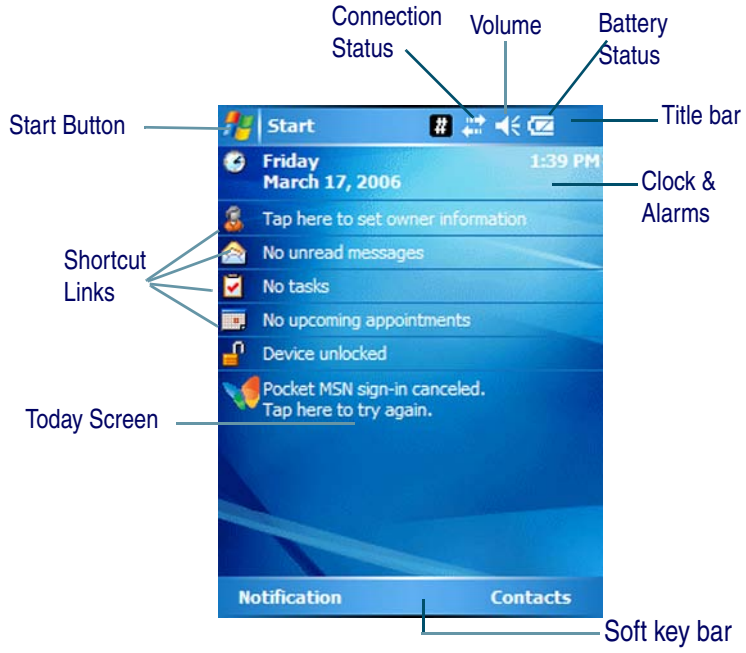 Connection
Status
Volume
Battery
Status
Start Button
Start
#
Title bar
Friday
March 17, 2006
1:39 PM
Clock &
Alarms
Tap here to set owner information
No unread messages
Shortcut
Links
No tasks
No upcoming appointments
Device unlocked
Pocket MSN sign-in canceled.
Tap here to try again.
Today Screen
Notification
Contacts
Soft key bar